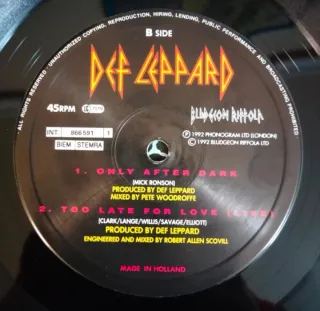 ALL RIGHTS RESERVED. UNAUTHORIZED COPYING, REPRODUCTION, HIRING, LENDING, PUBLIC PERFORMANCE AND BROADCASTING PROHIBITED
B SIDE
DEF LEPPARD
45RPM
BLUDGEON RIFFOLA
INT. 866 591 1
BIEM STEMRA
℗ 1992 PHONOGRAM LTD (LONDON)
© 1992 BLUDGEON RIFFOLA LTD
1. ONLY AFTER DARK
(MICK RONSON)
PRODUCED BY DEF LEPPARD
MIXED BY PETE WOODROFFE
2. TOO LATE FOR LOVE (LIVE)
(CLARK/LANGE/WILLIS/SAVAGE/ELLIOTT)
PRODUCED BY DEF LEPPARD
ENGINEERED AND MIXED BY ROBERT ALLEN SCOVILL
MADE IN HOLLAND